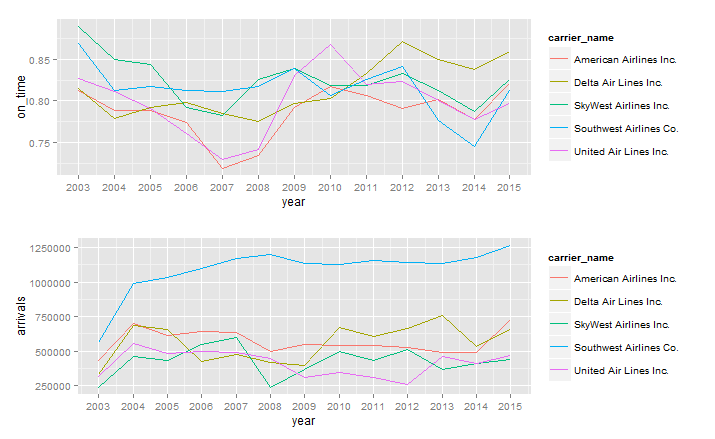 on_time
0.85
0.80
0.75
2003 2004 2005 2006 2007 2008 2009 2010 2011 2012 2013 2014 2015
year
carrier_name
American Airlines Inc.
Delta Air Lines Inc.
SkyWest Airlines Inc.
Southwest Airlines Co.
United Air Lines Inc.
arrivals
1250000
1000000
750000
500000
250000
2003 2004 2005 2006 2007 2008 2009 2010 2011 2012 2013 2014 2015
year
carrier_name
American Airlines Inc.
Delta Air Lines Inc.
SkyWest Airlines Inc.
Southwest Airlines Co.
United Air Lines Inc.